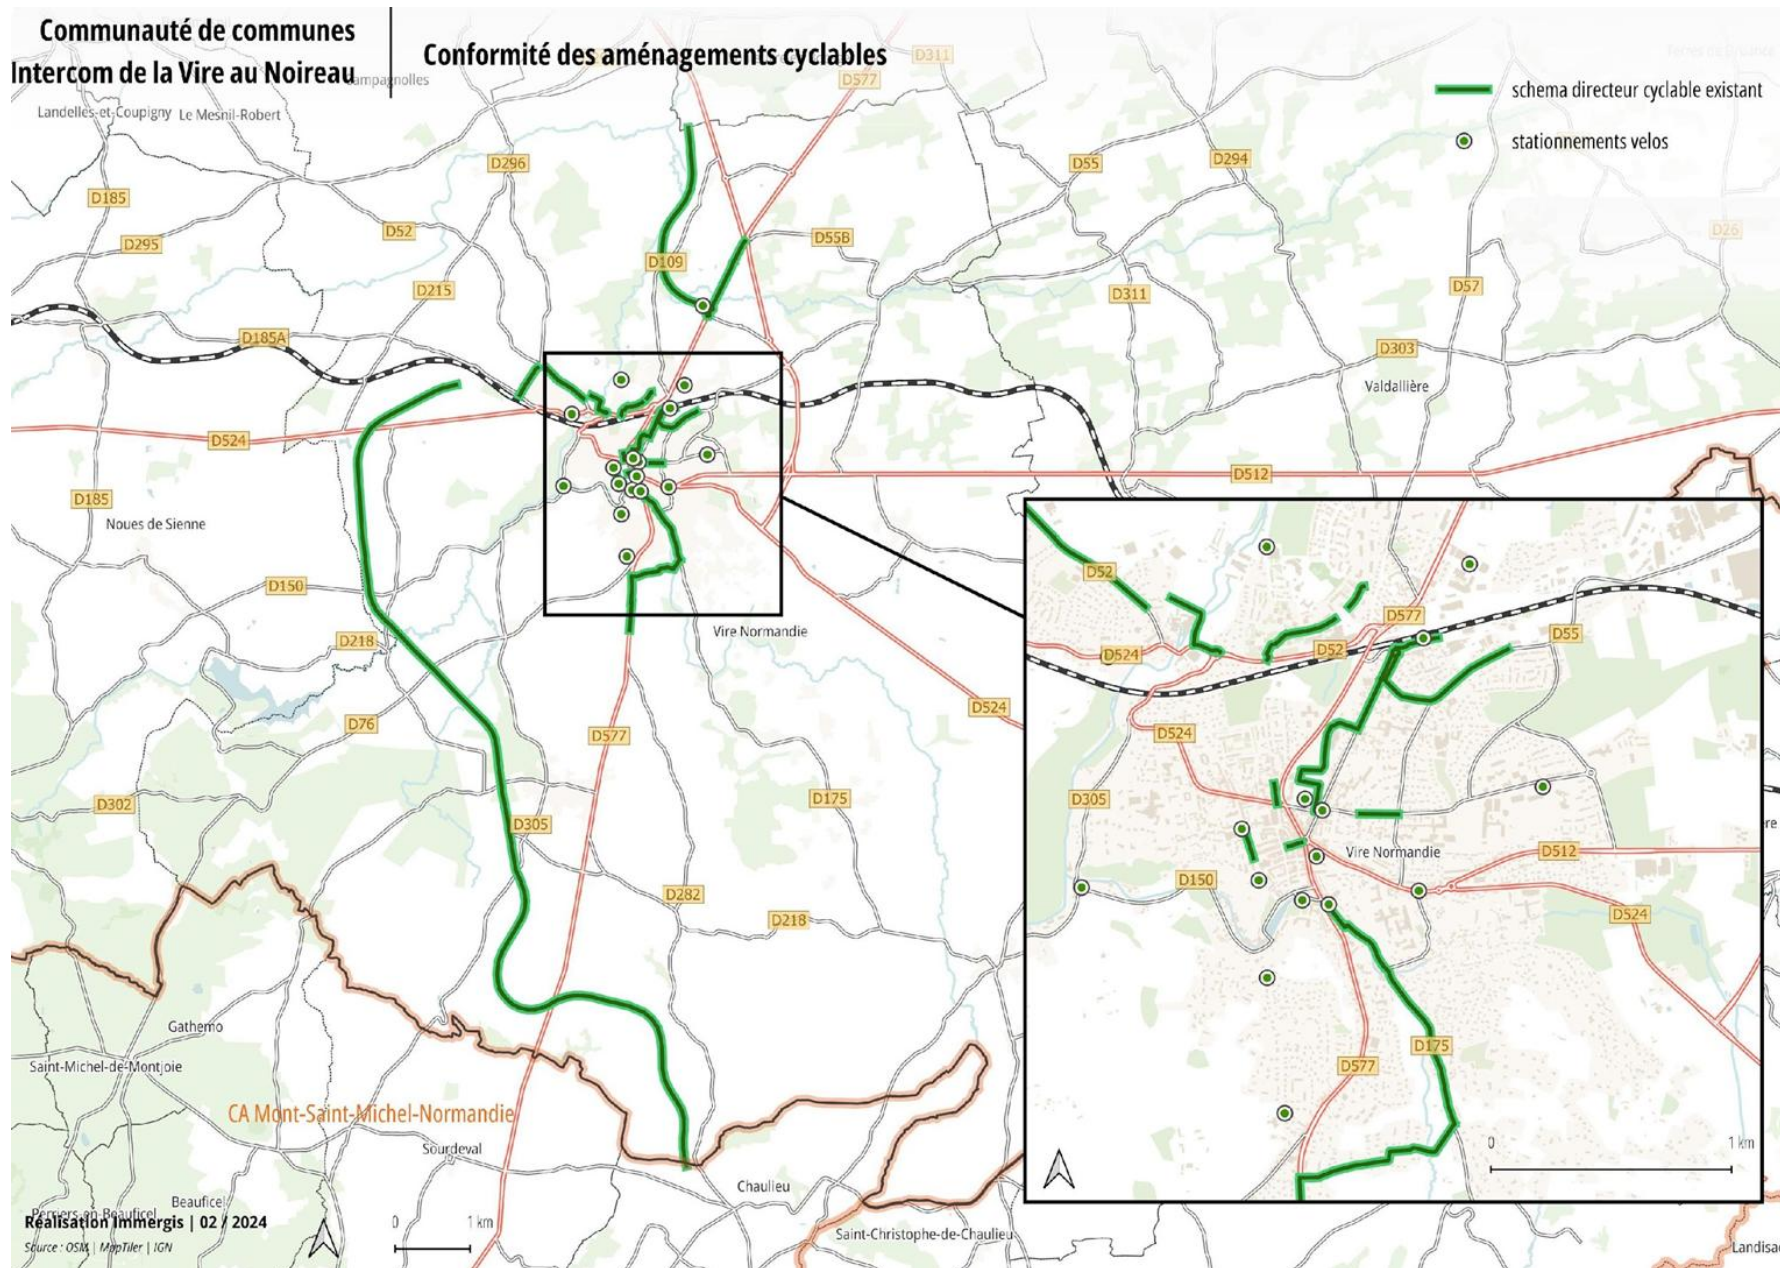 Communauté de communes
Intercom de la Vire au Noireau
Conformité des aménagements cyclables
schema directeur cyclable existant
stationnements velos
D311
D577
Landelles-et-Coupigny
Le Mesnil-Robert
D296
D55
D294
D185
D52
D295
D55B
D26
D109
D215
D311
D57
D185A
D303
Valdallière
D524
D512
D185
Noues de Sienne
D150
D218
Vire Normandie
D76
D577
D524
D302
D305
D175
D282
D218
Gathemo
Saint-Michel-de-Montjoie
CA Mont-Saint-Michel-Normandie
Sourdeval
Chaulieu
Beauficel
Perriers-en-Beauficel
Saint-Christophe-de-Chaulieu
D52
D577
D55
D524
D52
D524
D305
Vire Normandie
D512
D150
D524
D175
D577
0 1 km
Réalisation Immergis | 02 / 2024
Source : OSM | MapTiler | IGN
0 1 km